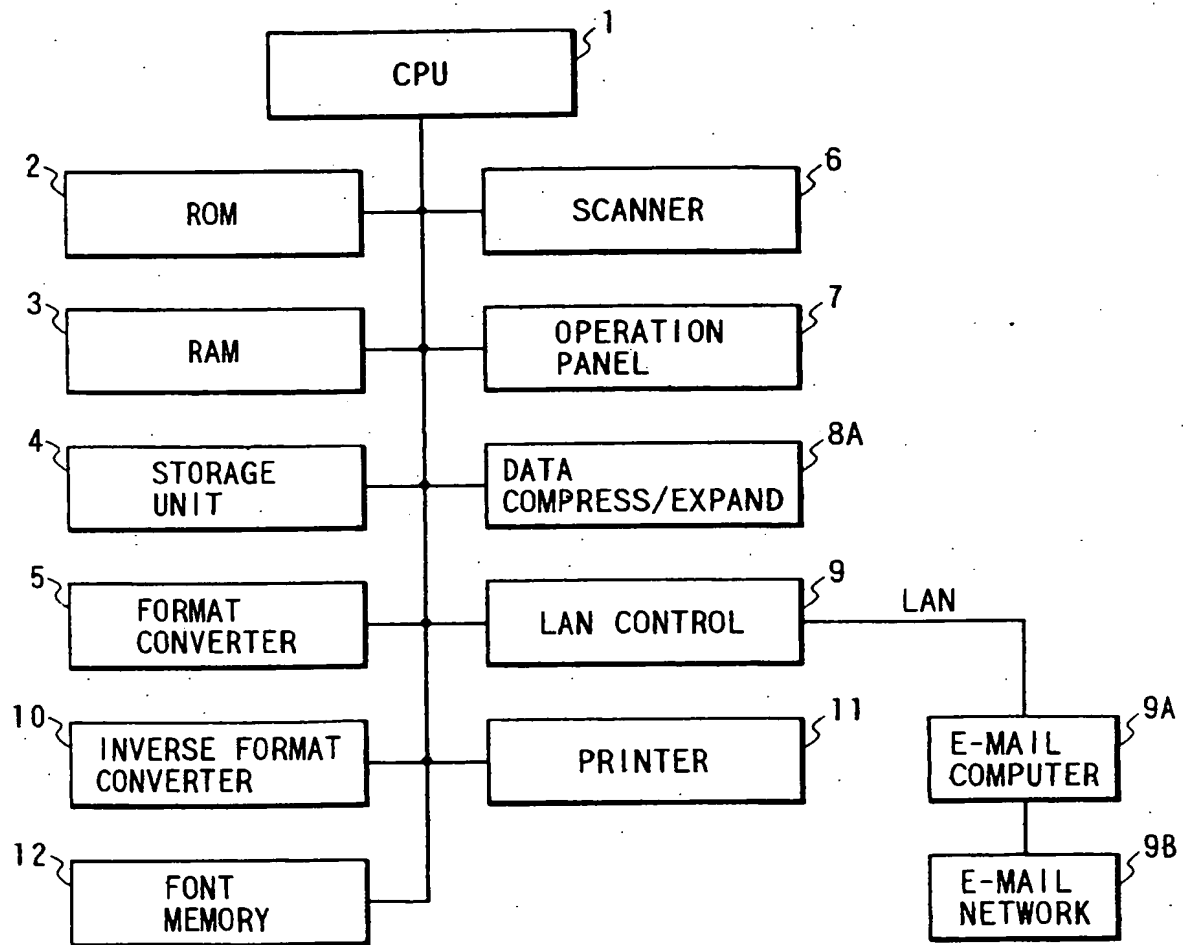 1
CPU
2
ROM
6
SCANNER
3
RAM
7
OPERATION
PANEL
4
STORAGE
UNIT
8A
DATA
COMPRESS/EXPAND
5
FORMAT
CONVERTER
9
LAN CONTROL
LAN
10
INVERSE FORMAT
CONVERTER
11
PRINTER
9A
E-MAIL
COMPUTER
12
FONT
MEMORY
9B
E-MAIL
NETWORK